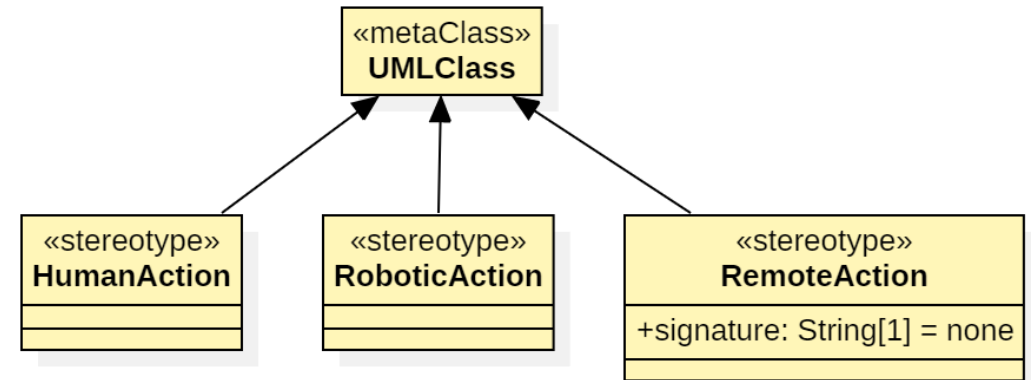 «metaClass»
UMLClass
«stereotype»
HumanAction
«stereotype»
RoboticAction
«stereotype»
RemoteAction
+signature: String[1] = none